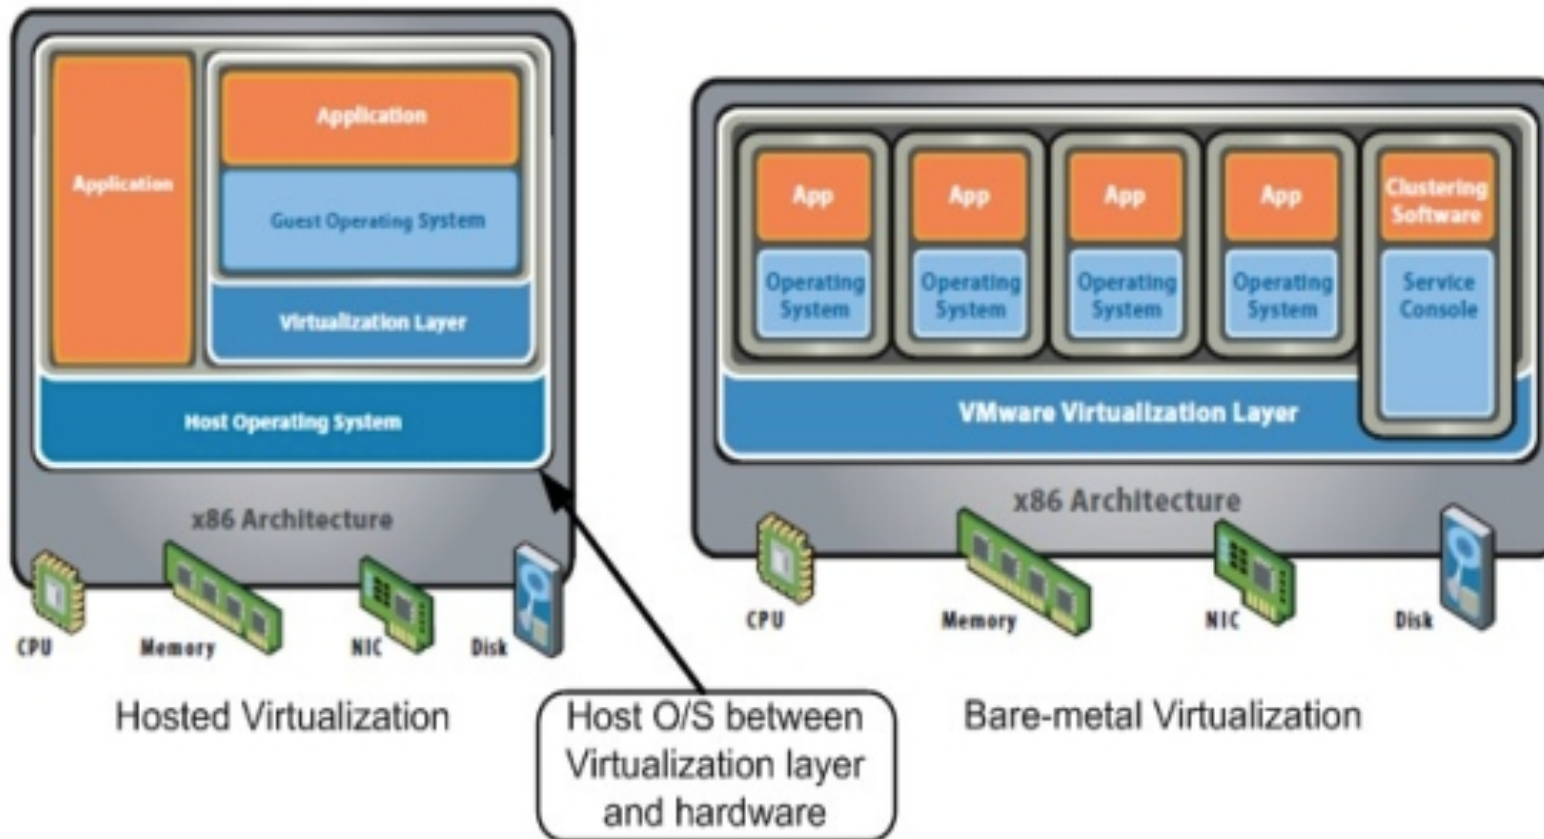 Application
Application
Guest Operating System
Virtualization Layer
Host Operating System
x86 Architecture
CPU
Memory
NIC
Disk
Hosted Virtualization
Host O/S between
Virtualization layer
and hardware
App
Operating
System
App
Operating
System
App
Operating
System
App
Operating
System
Clustering
Software
Service
Console
VMware Virtualization Layer
x86 Architecture
CPU
Memory
NIC
Disk
Bare-metal Virtualization